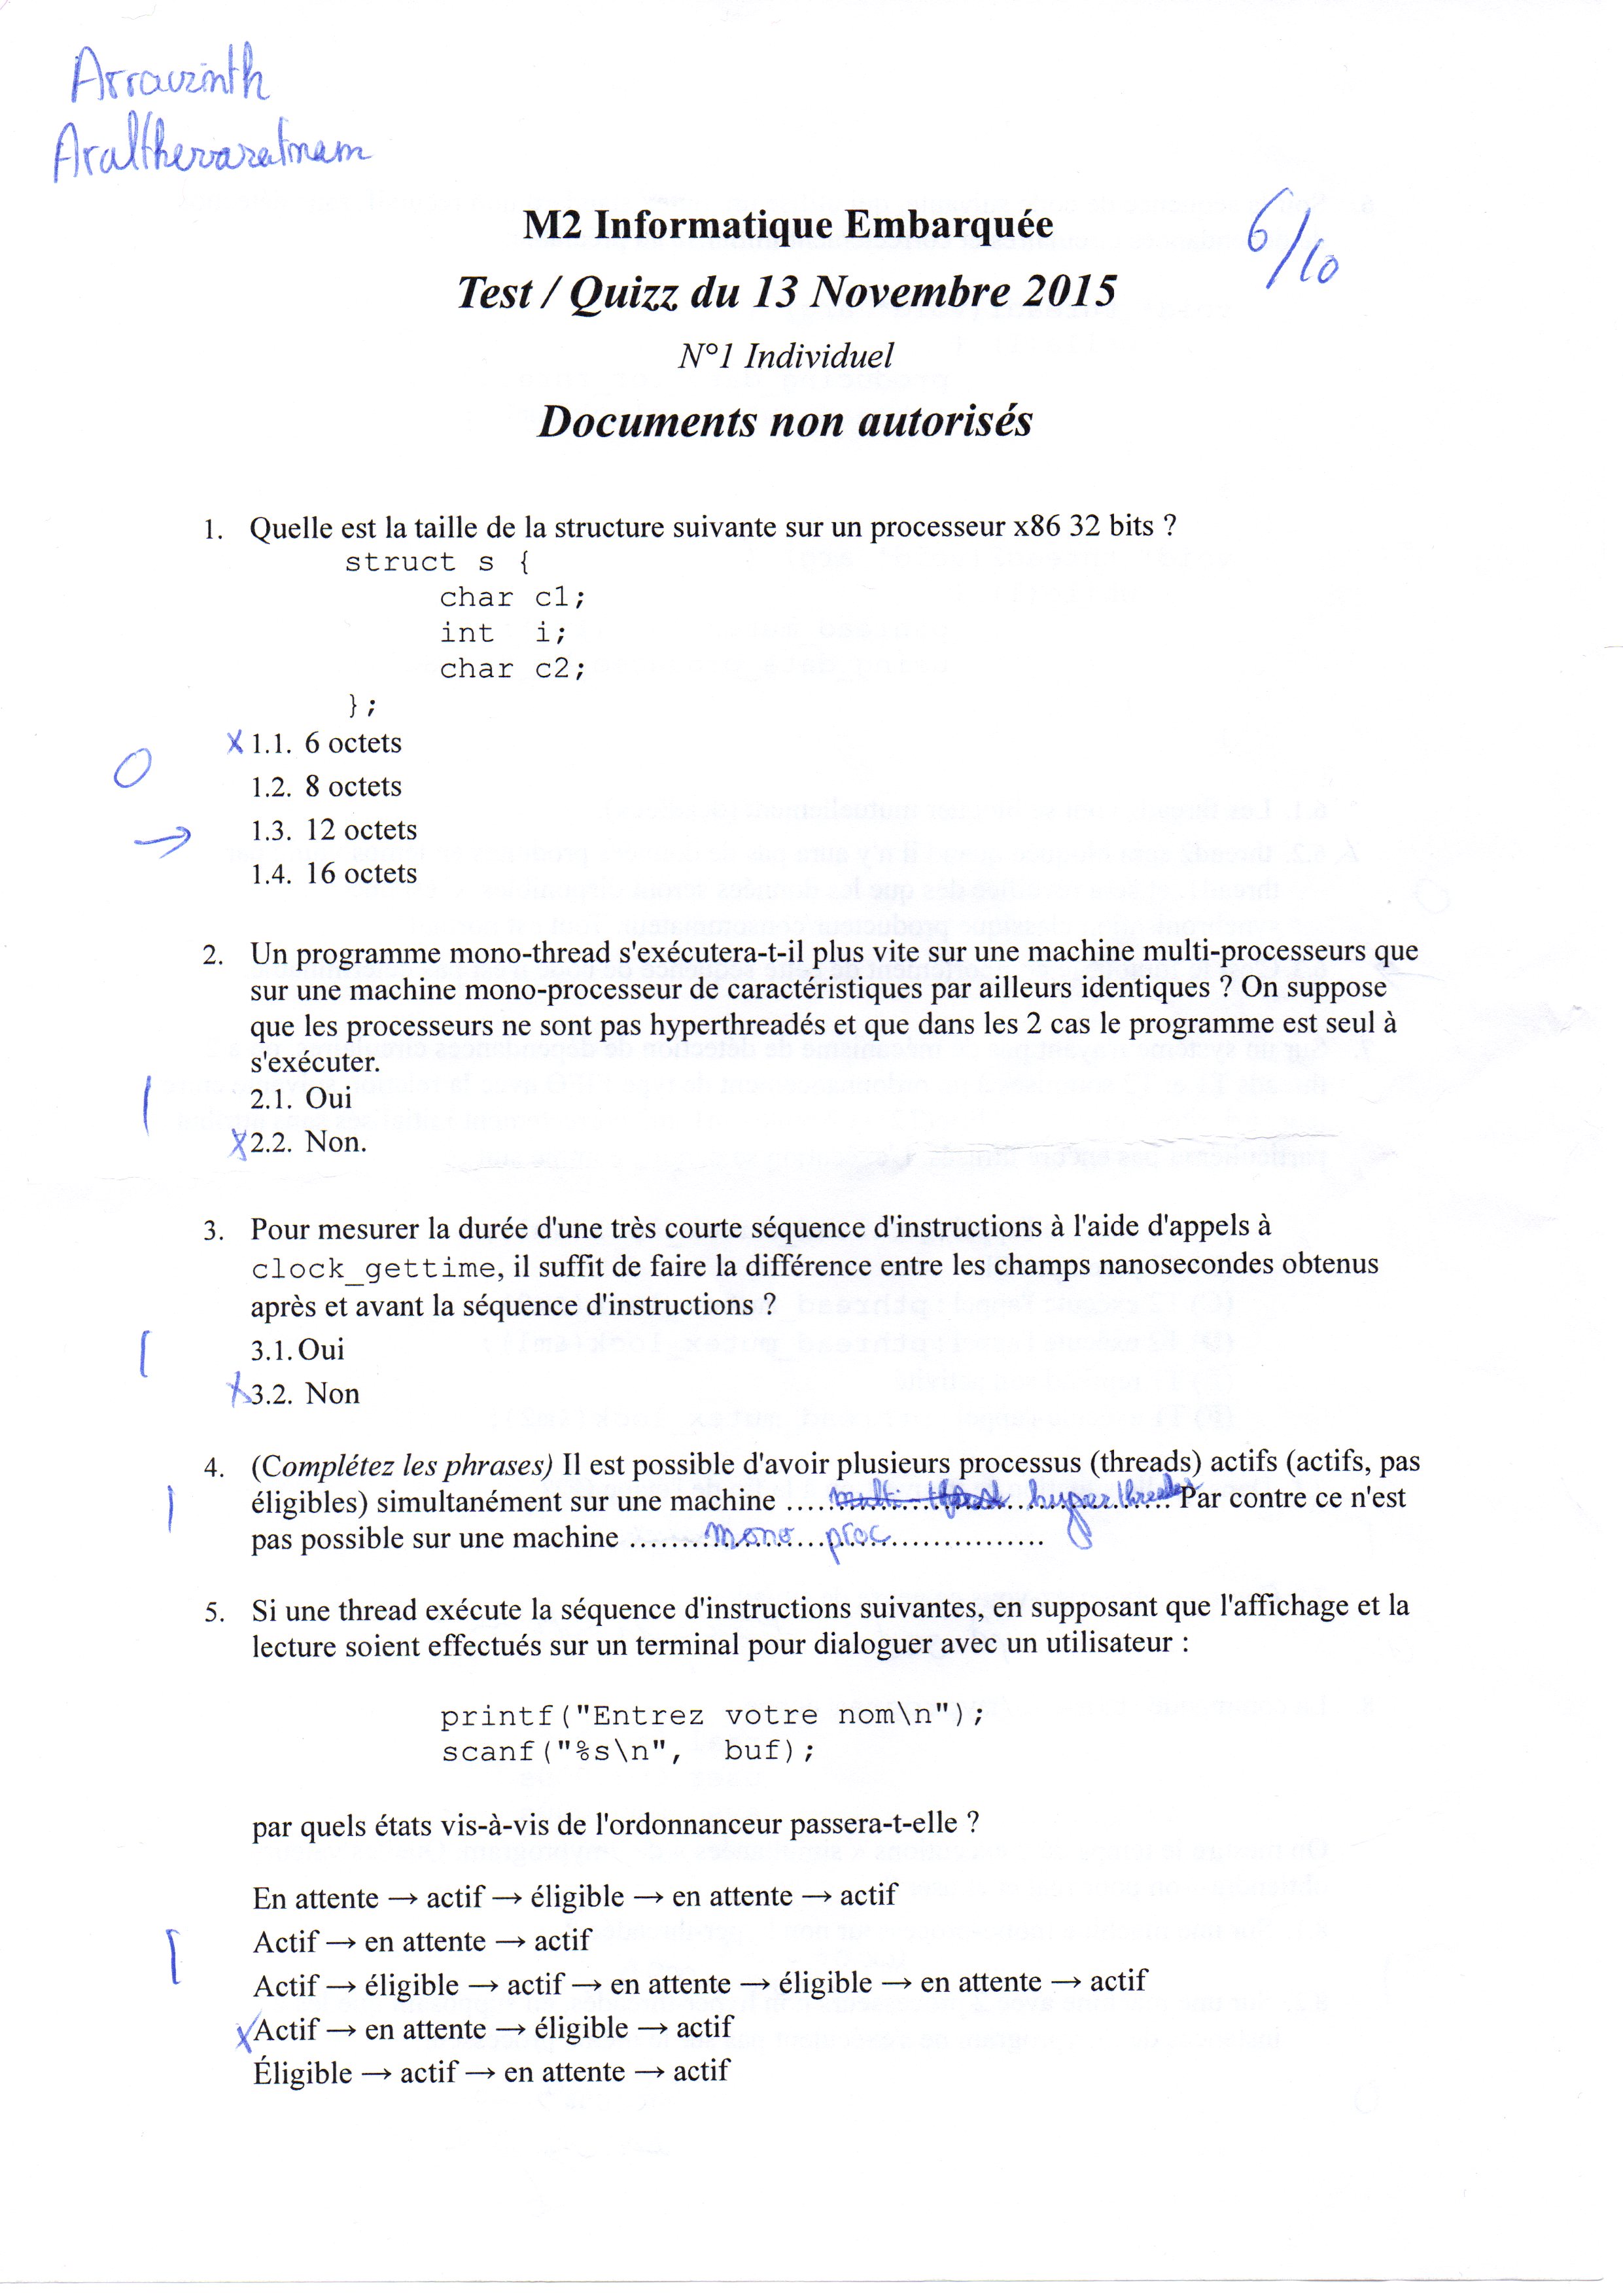 Arravzinth
Aralthevaratnam
6/10
M2 Informatique Embarquée
Test / Quizz du 13 Novembre 2015
N°1 Individuel
Documents non autorisés
1. Quelle est la taille de la structure suivante sur un processeur x86 32 bits ?
struct s {
char c1;
int i;
char c2;
};
X 1.1. 6 octets
0
1.2. 8 octets
→ 1.3. 12 octets
1.4. 16 octets
2. Un programme mono-thread s'exécutera-t-il plus vite sur une machine multi-processeurs que
sur une machine mono-processeur de caractéristiques par ailleurs identiques ? On suppose
que les processeurs ne sont pas hyperthreadés et que dans les 2 cas le programme est seul à
s'exécuter.
1 2.1. Oui
X 2.2. Non.
3. Pour mesurer la durée d'une très courte séquence d'instructions à l'aide d'appels à
clock_gettime, il suffit de faire la différence entre les champs nanosecondes obtenus
après et avant la séquence d'instructions ?
1 3.1. Oui
X 3.2. Non
4. (Complétez les phrases) Il est possible d'avoir plusieurs processus (threads) actifs (actifs, pas
1 éligibles) simultanément sur une machine ..... hyperthreadé .... Par contre ce n'est
pas possible sur une machine ....... mono proc ...................
5. Si une thread exécute la séquence d'instructions suivantes, en supposant que l'affichage et la
lecture soient effectués sur un terminal pour dialoguer avec un utilisateur :
printf("Entrez votre nom\n");
scanf("%s\n", buf);
par quels états vis-à-vis de l'ordonnanceur passera-t-elle ?
En attente → actif → éligible → en attente → actif
1 Actif → en attente → actif
Actif → éligible → actif → en attente → éligible → en attente → actif
X Actif → en attente → éligible → actif
Éligible → actif → en attente → actif